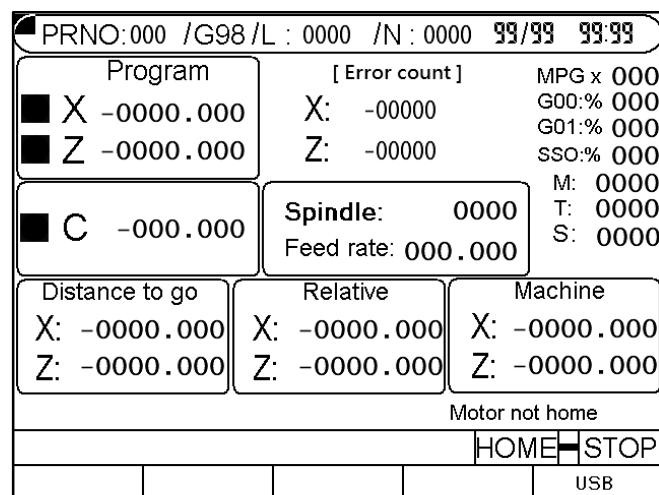 PRNO:000 /G98 /L : 0000 /N : 0000 99/99 99:99
Program
X -0000.000
Z -0000.000
[ Error count ]
X: -00000
Z: -00000
MPG x 000
G00:% 000
G01:% 000
SSO:% 000
M: 0000
T: 0000
S: 0000
C -000.000
Spindle: 0000
Feed rate: 000.000
Distance to go
X: -0000.000
Z: -0000.000
Relative
X: -0000.000
Z: -0000.000
Machine
X: -0000.000
Z: -0000.000
Motor not home
HOME STOP
USB